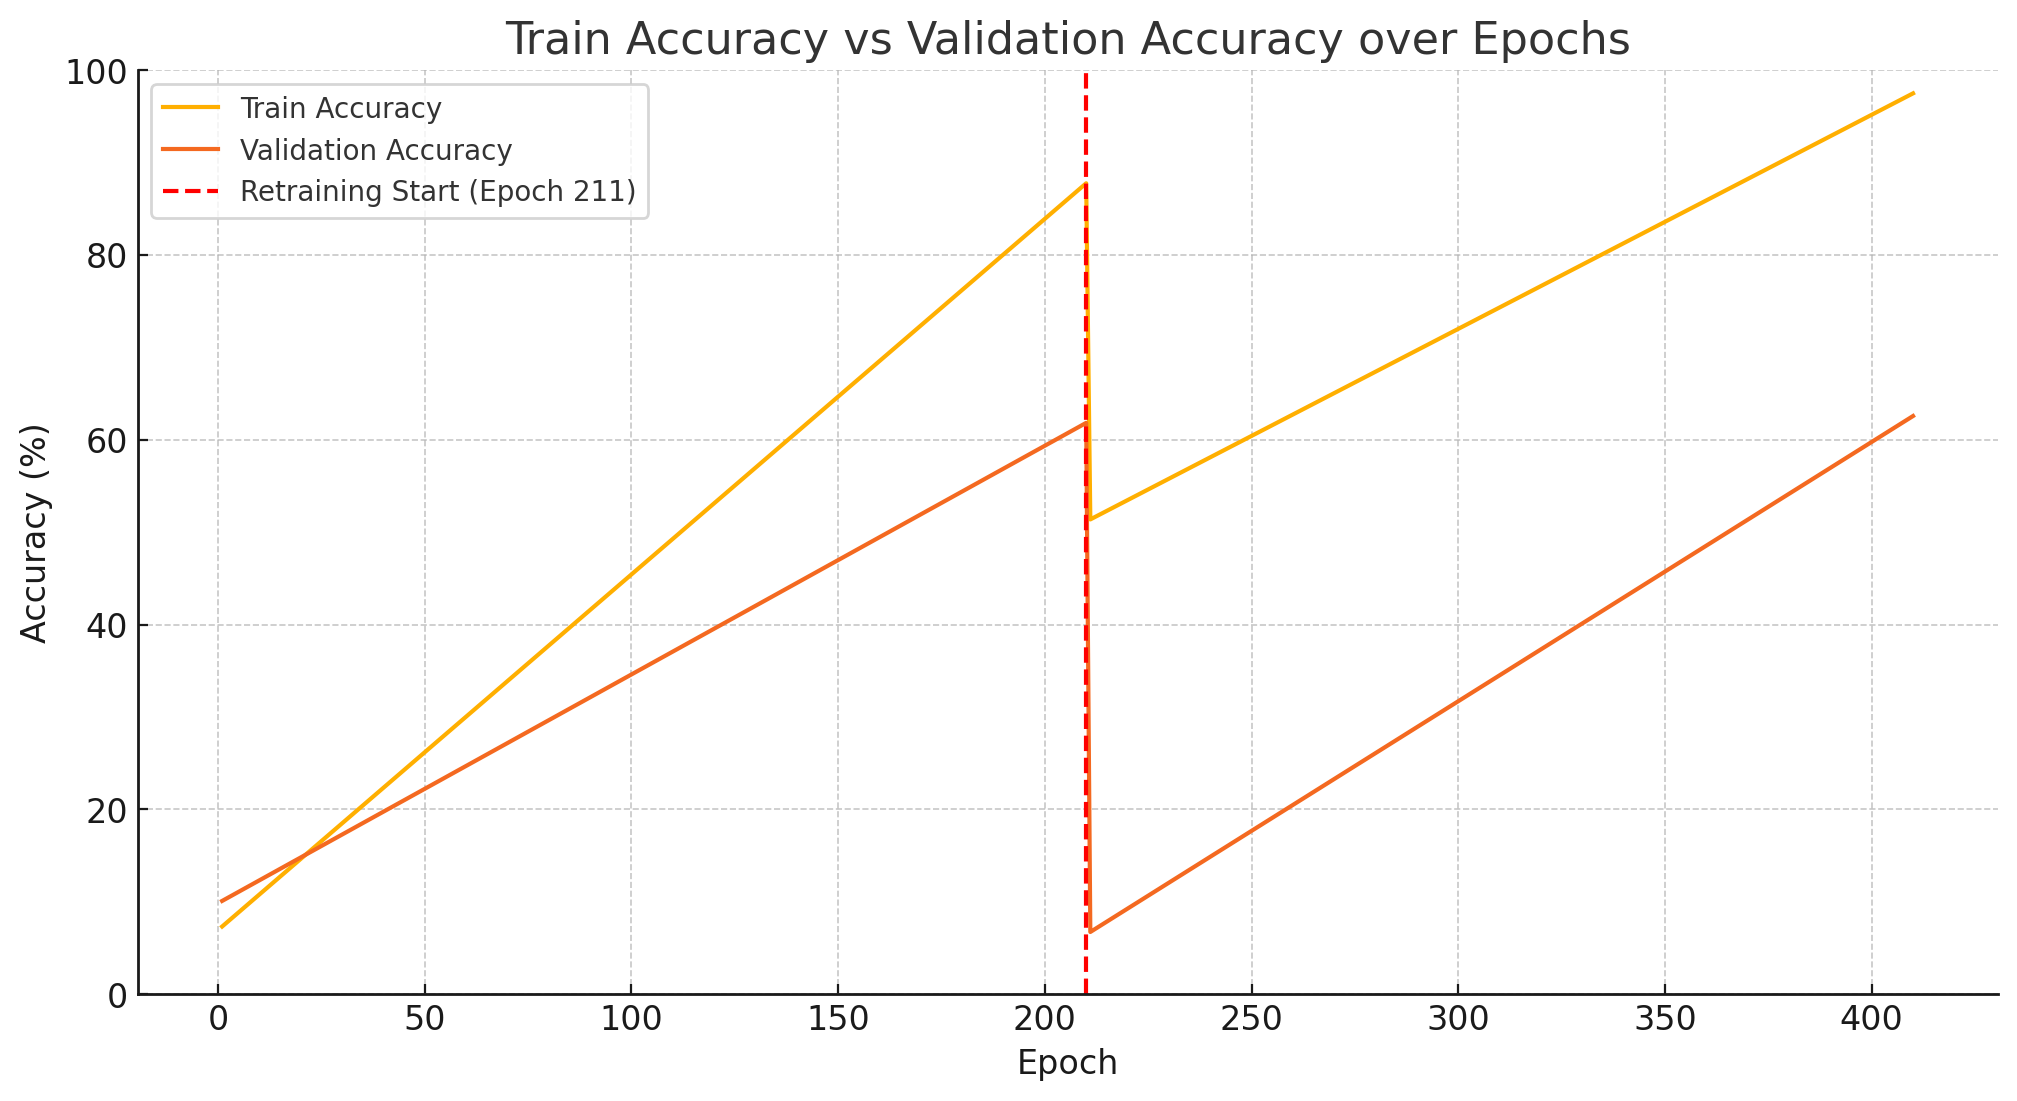 Train Accuracy vs Validation Accuracy over Epochs
Train Accuracy
Validation Accuracy
Retraining Start (Epoch 211)
Accuracy (%)
100
80
60
40
20
0
0 50 100 150 200 250 300 350 400
Epoch